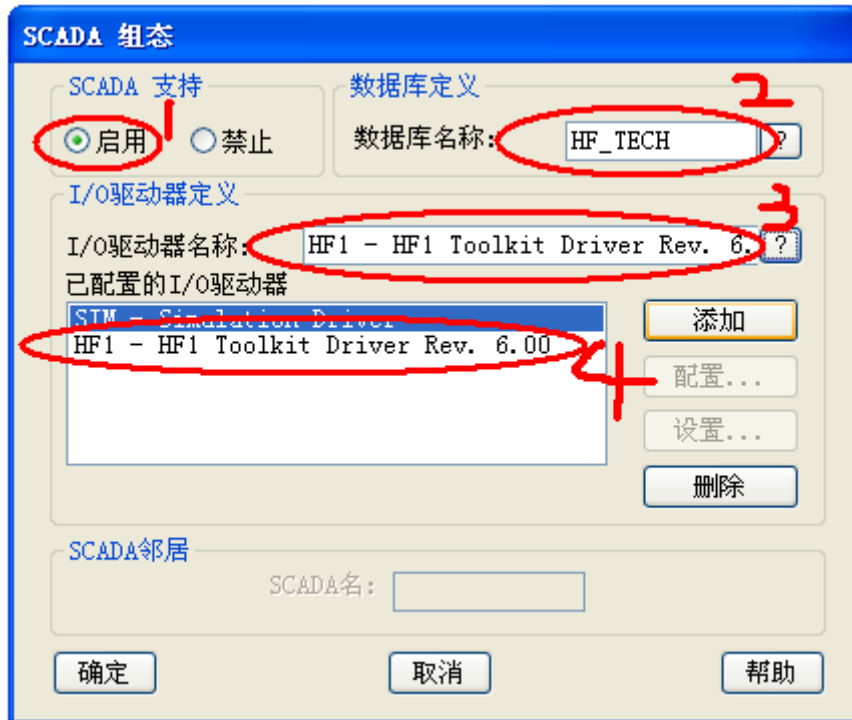 SCADA 组态
SCADA 支持
1
启用
禁止
数据库定义
2
数据库名称:
HF_TECH
?
I/O驱动器定义
3
I/O驱动器名称:
HF1 - HF1 Toolkit Driver Rev. 6.
?
已配置的I/O驱动器
SIM - Simulation Driver
HF1 - HF1 Toolkit Driver Rev. 6.00
4
添加
配置...
设置...
删除
SCADA邻居
SCADA名:
确定
取消
帮助